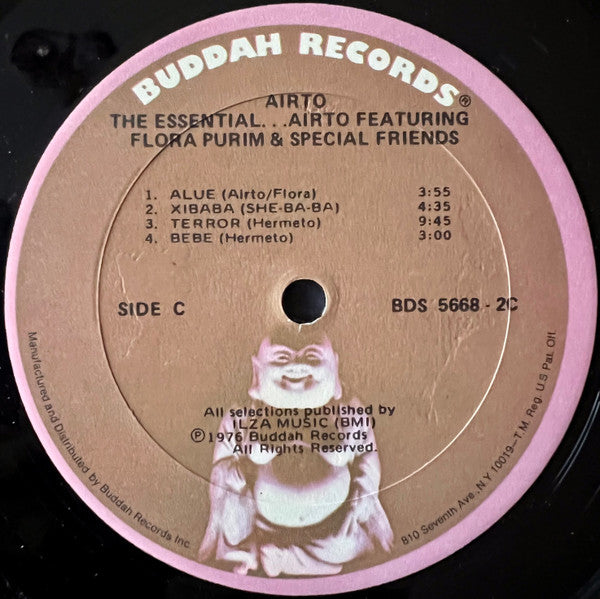 BUDDAH RECORDS®
AIRTO
THE ESSENTIAL...AIRTO FEATURING
FLORA PURIM & SPECIAL FRIENDS
1. ALUE (Airto/Flora) 3:55
2. XIBABA (SHE-BA-BA) 4:35
3. TERROR (Hermeto) 9:45
4. BEBE (Hermeto) 3:00
SIDE C BDS 5668-2C
All selections published by
ILZA MUSIC (BMI)
℗1976 Buddah Records
All Rights Reserved.
Manufactured and Distributed by Buddah Records Inc. 810 Seventh Ave., N.Y. 10019—T.M. Reg. U.S. Pat. Off.